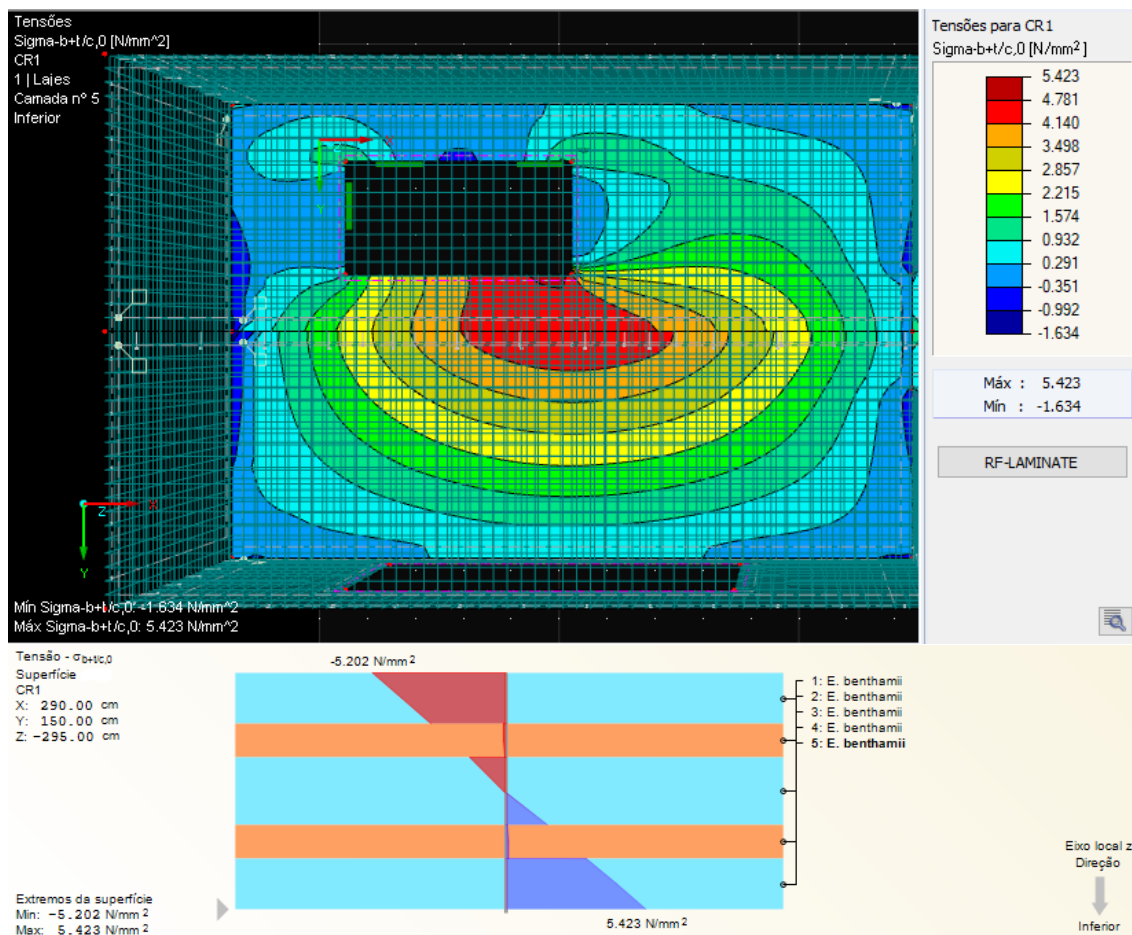 Tensões
Sigma-b+t/c,0 [N/mm^2]
CR1
1 | Lajes
Camada nº 5
Inferior
X
Y
Z
X
Y
Mín Sigma-b+t/c,0: -1.634 N/mm^2
Máx Sigma-b+t/c,0: 5.423 N/mm^2
Tensões para CR1
Sigma-b+t/c,0 [N/mm²]
5.423
4.781
4.140
3.498
2.857
2.215
1.574
0.932
0.291
-0.351
-0.992
-1.634
Máx : 5.423
Mín : -1.634
RF-LAMINATE
Tensão - σb+t/c,0
Superfície
CR1
X: 290.00 cm
Y: 150.00 cm
Z: -295.00 cm
-5.202 N/mm²
1: E. benthamii
2: E. benthamii
3: E. benthamii
4: E. benthamii
5: E. benthamii
Extremos da superfície
Min: -5.202 N/mm²
Max: 5.423 N/mm²
5.423 N/mm²
Eixo local z
Direção
Inferior